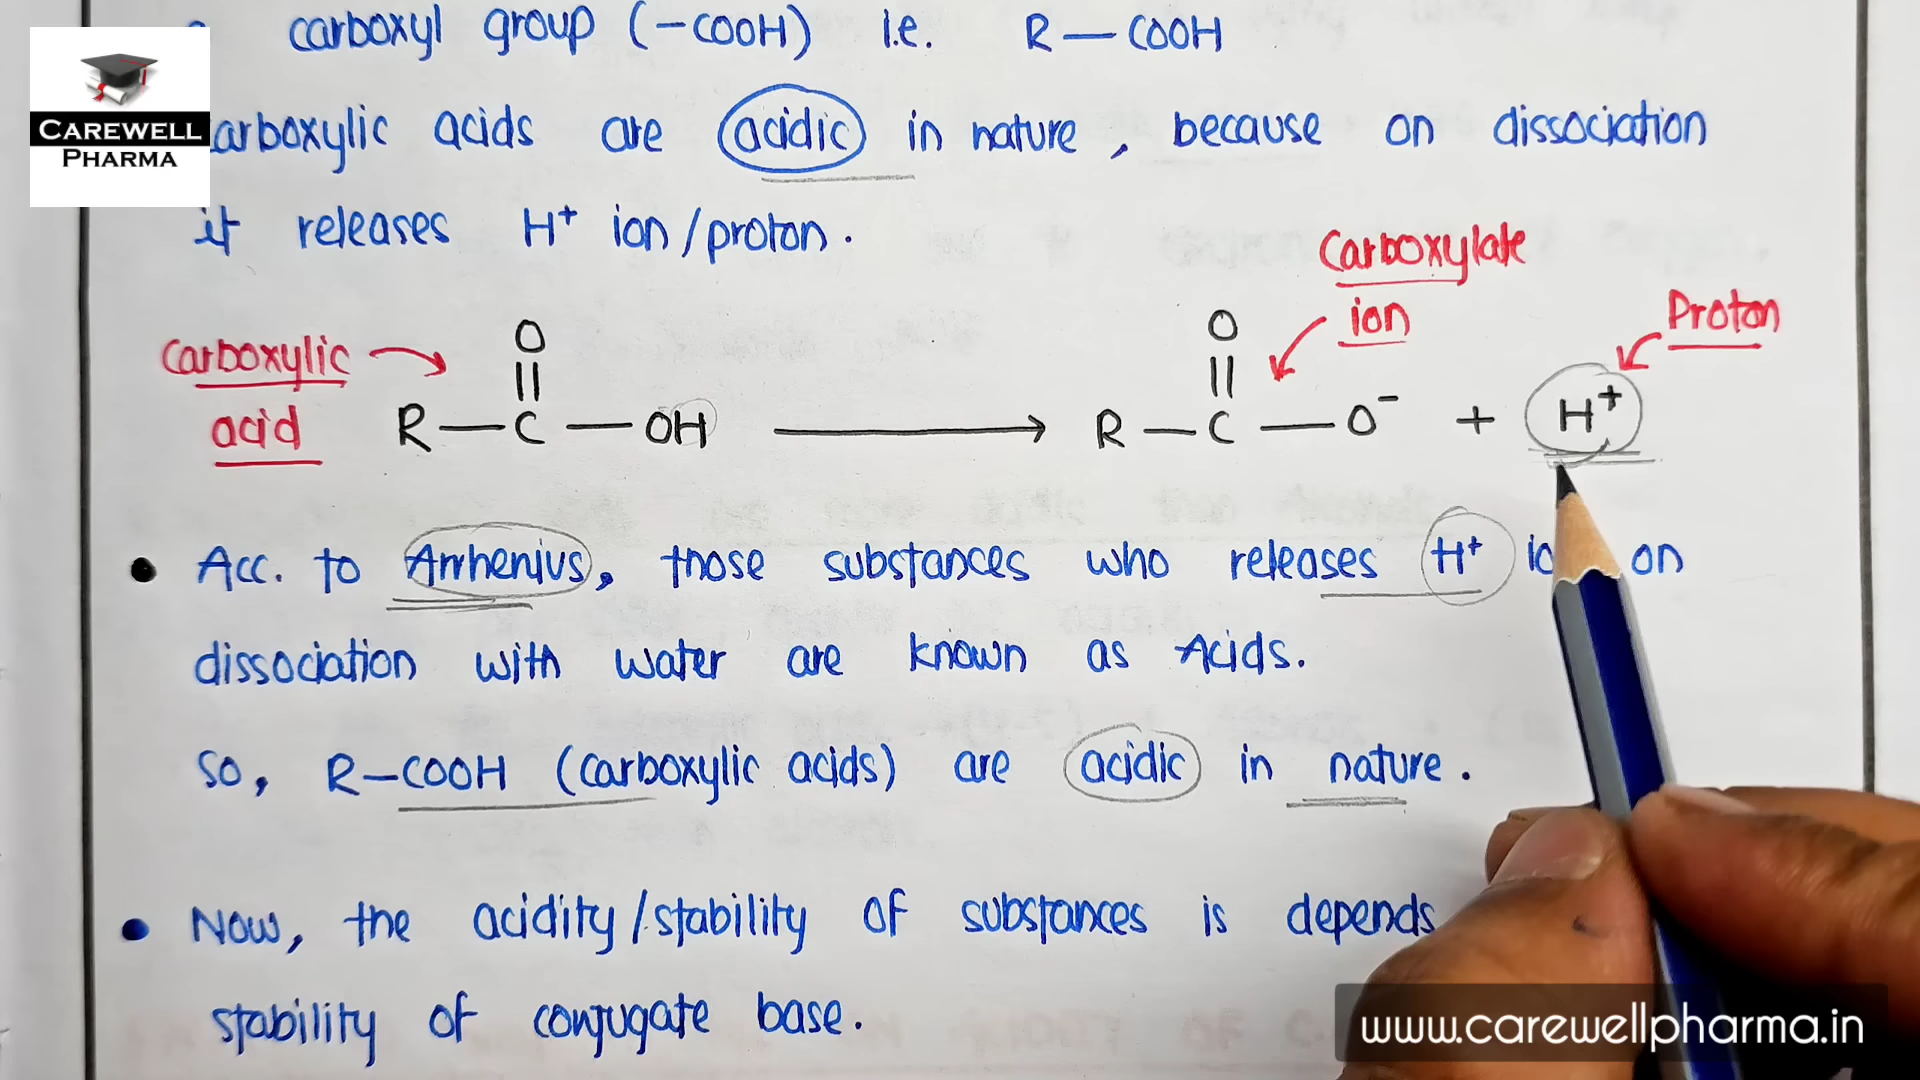 carboxyl group (-COOH) i.e. R — COOH
CAREWELL
PHARMA
arboxylic acids are acidic in nature, because on dissociation
it releases H⁺ ion/proton.
Carboxylate
ion
Proton
Carboxylic
acid
O
||
R — C — OH
→
O
||
R — C — O⁻ + H⁺
• Acc. to Arrhenius, those substances who releases H⁺ on
dissociation with water are known as Acids.
So, R-COOH (carboxylic acids) are acidic in nature.
• Now, the acidity/stability of substances is depends
stability of conjugate base.
www.carewellpharma.in